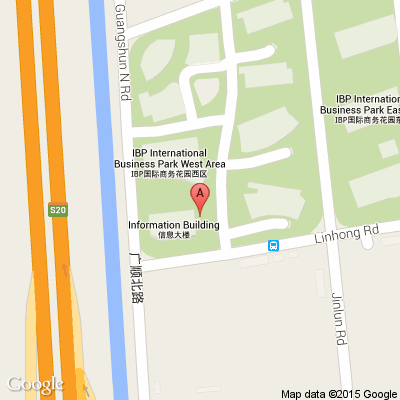 Guangshun N Rd
IBP Internation
Business Park Eas
IBP国际商务花园东
IBP International
Business Park West Area
IBP国际商务花园西区
A
S20
Information Building
信息大楼
Linhong Rd
广顺北路
Jinlun Rd
Google
Map data ©2015 Google